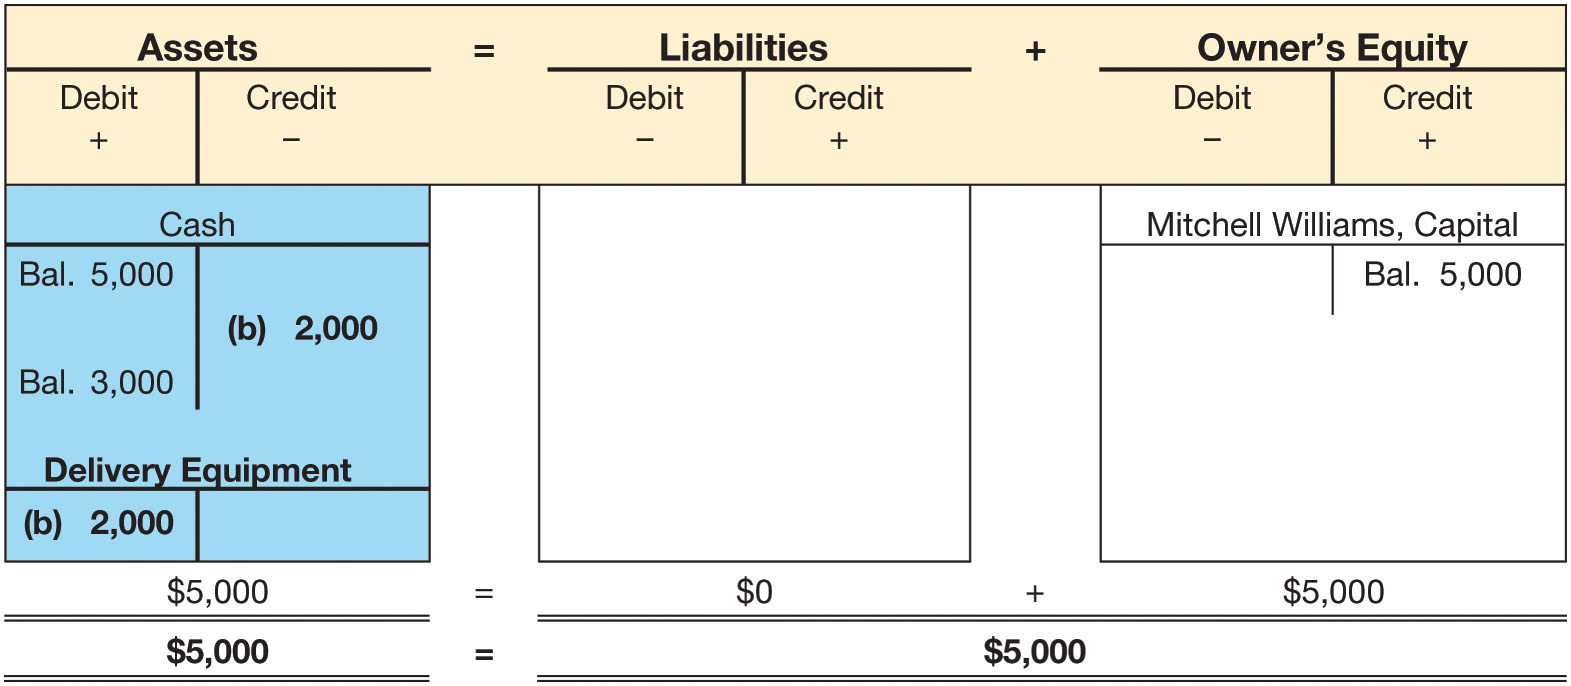 Assets = Liabilities + Owner’s Equity
Debit Credit Debit Credit Debit Credit
+ – – + – +
Cash Mitchell Williams, Capital
Bal. 5,000 Bal. 5,000
(b) 2,000
Bal. 3,000
Delivery Equipment
(b) 2,000
$5,000 = $0 + $5,000
$5,000 = $5,000